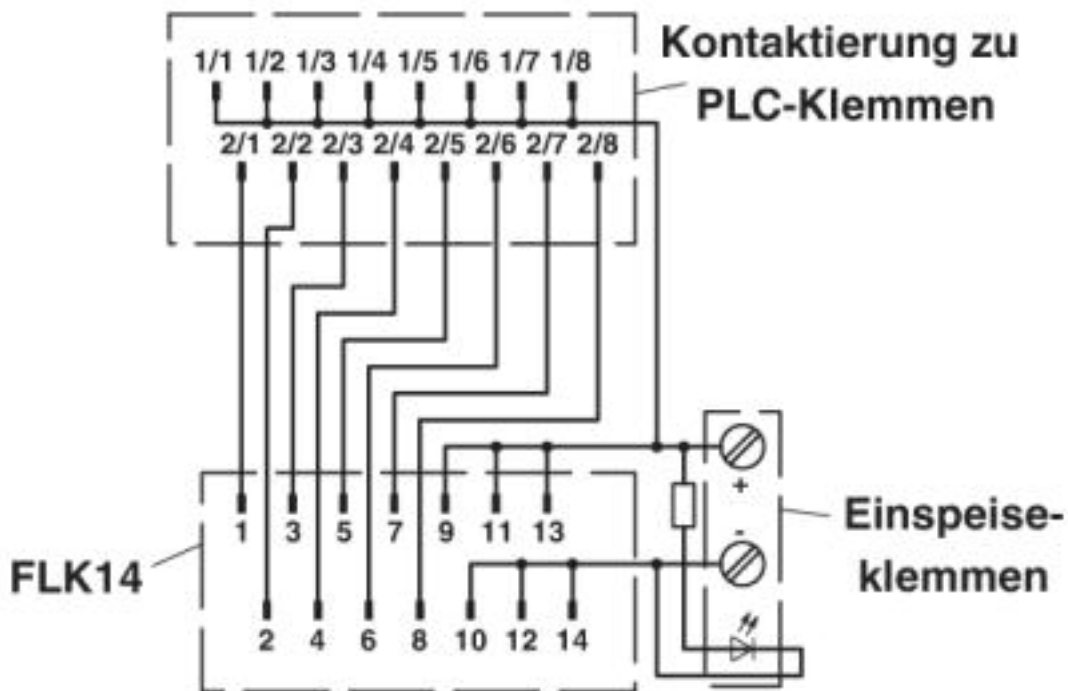 Kontaktierung zu
PLC-Klemmen
1/1 1/2 1/3 1/4 1/5 1/6 1/7 1/8
2/1 2/2 2/3 2/4 2/5 2/6 2/7 2/8
+
-
1 3 5 7 9 11 13
Einspeise-
klemmen
FLK14
2 4 6 8 10 12 14